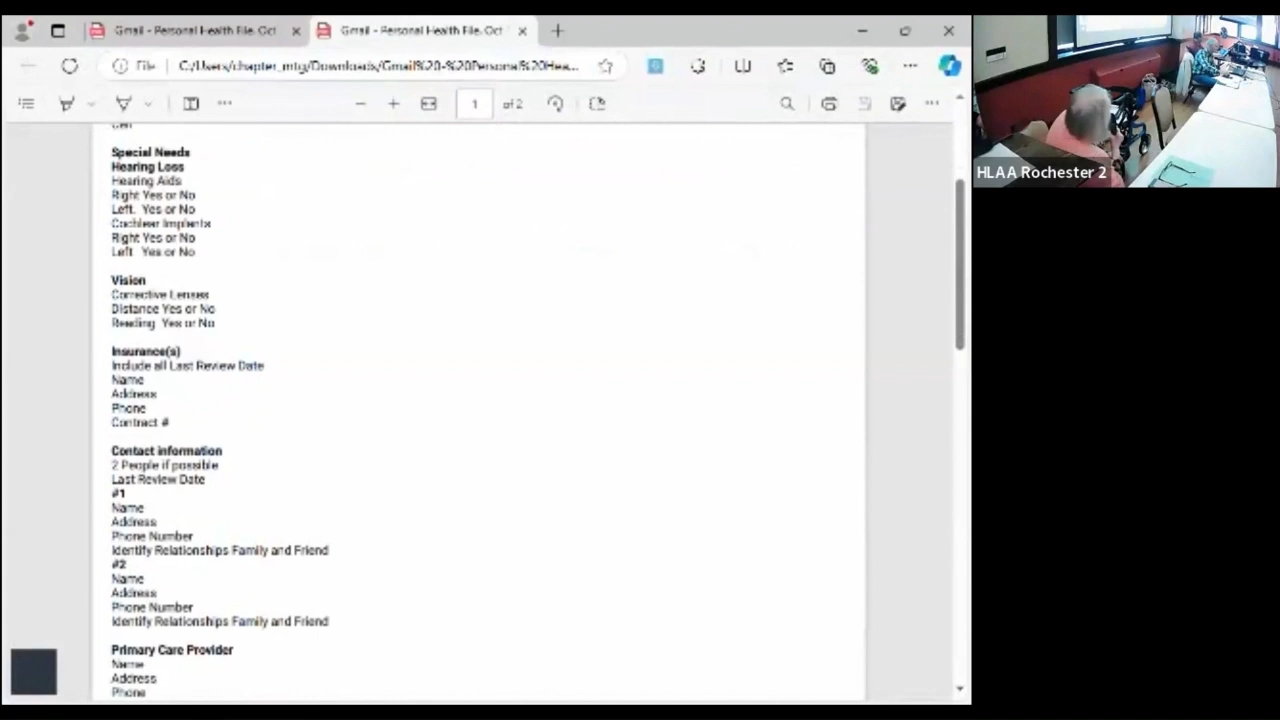 Gmail - Personal Health File. Oct
Gmail - Personal Health File. Oct
File
C:/Users/chapter_mtg/Downloads/Gmail%20-%20Personal%20Hea...
1 of 2
Cell
Special Needs
Hearing Loss
Hearing Aids
Right Yes or No
Left. Yes or No
Cochlear Implants
Right Yes or No
Left Yes or No
Vision
Corrective Lenses
Distance Yes or No
Reading Yes or No
Insurance(s)
Include all Last Review Date
Name
Address
Phone
Contract #
Contact information
2 People if possible
Last Review Date
#1
Name
Address
Phone Number
Identify Relationships Family and Friend
#2
Name
Address
Phone Number
Identify Relationships Family and Friend
Primary Care Provider
Name
Address
Phone
HLAA Rochester 2